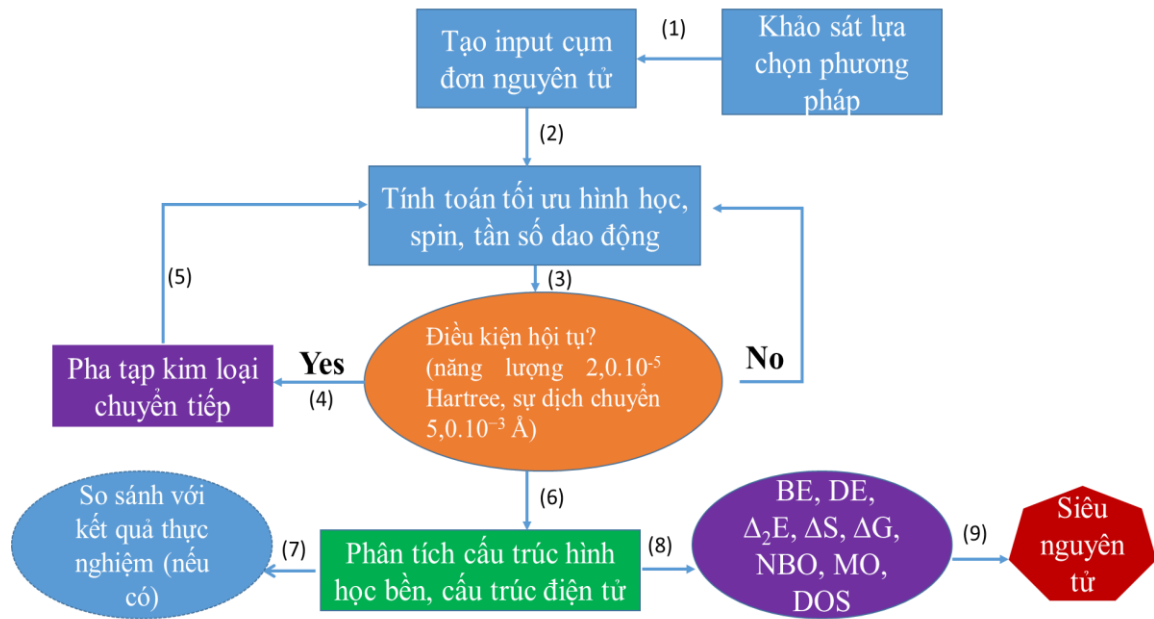 (1)
Tạo input cụm
đơn nguyên tử
Khảo sát lựa
chọn phương
pháp
(2)
Tính toán tối ưu hình học,
spin, tần số dao động
(5)
(3)
Điều kiện hội tụ?
(năng lượng 2,0.10⁻⁵
Hartree, sự dịch chuyển
5,0.10⁻³ Å)
Yes
(4)
No
Pha tạp kim loại
chuyển tiếp
(6)
So sánh với
kết quả thực
nghiệm (nếu
có)
(7)
Phân tích cấu trúc hình
học bền, cấu trúc điện tử
(8)
BE, DE,
Δ₂E, ΔS, ΔG,
NBO, MO,
DOS
(9)
Siêu
nguyên
tử